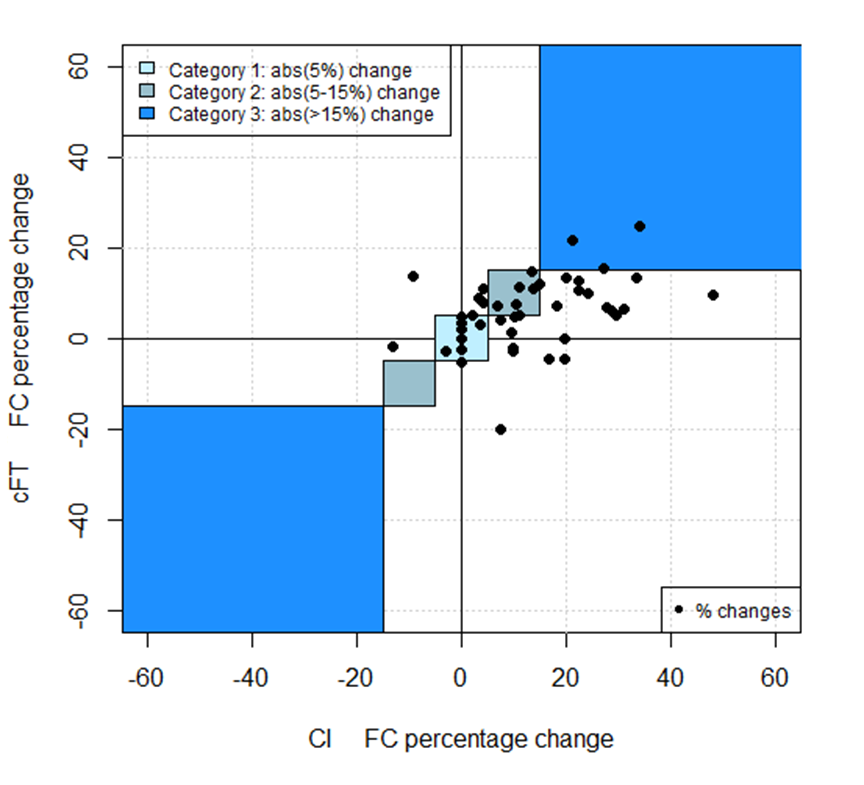 Category 1: abs(5%) change
Category 2: abs(5-15%) change
Category 3: abs(>15%) change
60
40
20
0
-20
-40
-60
cFT FC percentage change
% changes
-60 -40 -20 0 20 40 60
CI FC percentage change